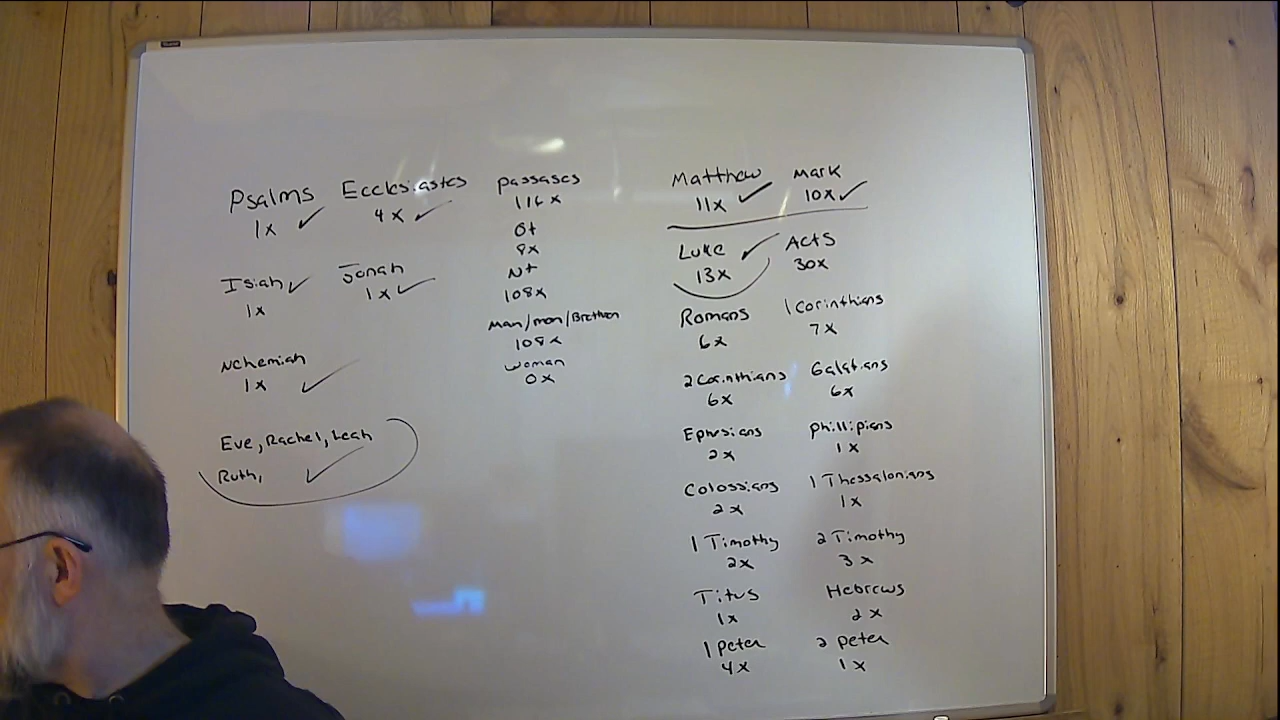 Psalms Ecclesiastes
1x 4x
Isiah Jonah
1x 1x
Nehemiah
1x
Eve, Rachel, Leah
Ruth,
passages
116x
Ot
8x
Nt
108x
Man/men/Brethen
108x
woman
0x
Matthew Mark
11x 10x
Luke Acts
13x 30x
Romans 1 Corinthians
6x 7x
2 Corinthians Galatians
6x 6x
Ephesians phillipians
2x 1x
Colossians 1 Thessalonians
2x 1x
1 Timothy 2 Timothy
2x 3x
Titus Hebrews
1x 2x
1 Peter 2 Peter
4x 1x